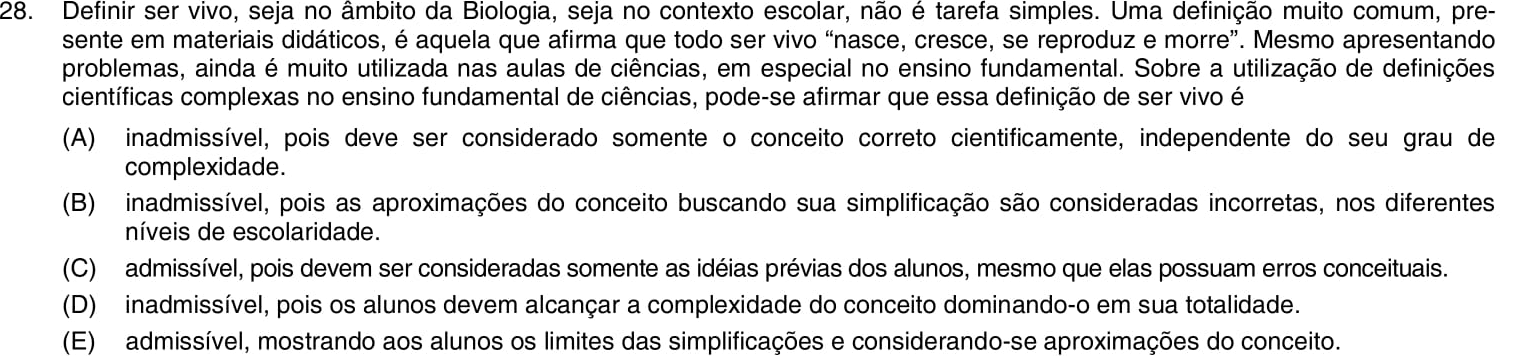 28. Definir ser vivo, seja no âmbito da Biologia, seja no contexto escolar, não é tarefa simples. Uma definição muito comum, pre-
sente em materiais didáticos, é aquela que afirma que todo ser vivo “nasce, cresce, se reproduz e morre”. Mesmo apresentando
problemas, ainda é muito utilizada nas aulas de ciências, em especial no ensino fundamental. Sobre a utilização de definições
científicas complexas no ensino fundamental de ciências, pode-se afirmar que essa definição de ser vivo é
(A) inadmissível, pois deve ser considerado somente o conceito correto cientificamente, independente do seu grau de
complexidade.
(B) inadmissível, pois as aproximações do conceito buscando sua simplificação são consideradas incorretas, nos diferentes
níveis de escolaridade.
(C) admissível, pois devem ser consideradas somente as idéias prévias dos alunos, mesmo que elas possuam erros conceituais.
(D) inadmissível, pois os alunos devem alcançar a complexidade do conceito dominando-o em sua totalidade.
(E) admissível, mostrando aos alunos os limites das simplificações e considerando-se aproximações do conceito.